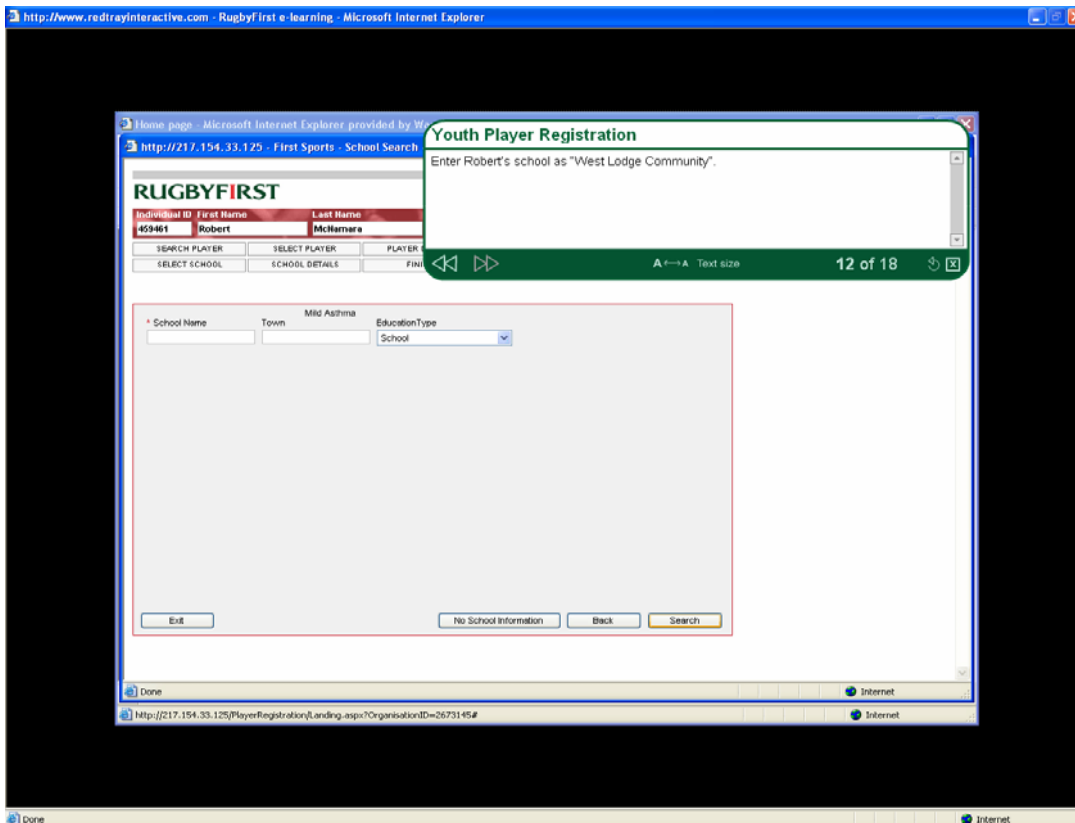 http://www.redtrayinteractive.com - RugbyFirst e-learning - Microsoft Internet Explorer
Home page - Microsoft Internet Explorer provided by Wa
http://217.154.33.125 - First Sports - School Search
Youth Player Registration
Enter Robert's school as "West Lodge Community".
A←→A Text size
12 of 18
RUGBYFIRST
Individual ID First Name Last Name
459461 Robert McNamara
SEARCH PLAYER SELECT PLAYER PLAYER
SELECT SCHOOL SCHOOL DETAILS FINI
Mild Asthma
* School Name Town EducationType
School
Exit No School Information Back Search
Done Internet
http://217.154.33.125/PlayerRegistration/Landing.aspx?OrganisationID=2673145# Internet
Done Internet